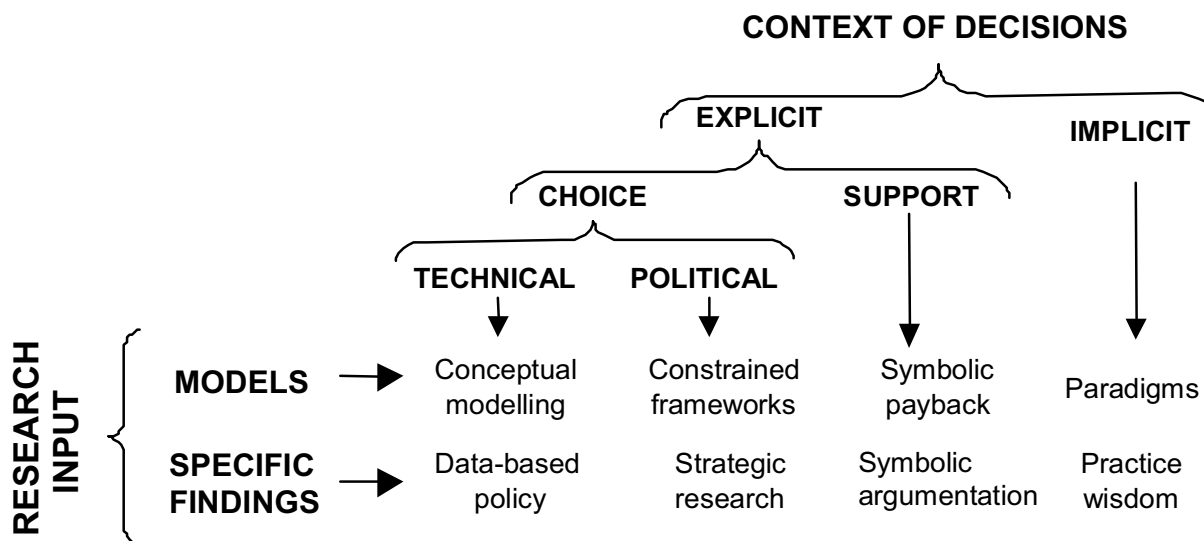 CONTEXT OF DECISIONS
EXPLICIT
IMPLICIT
CHOICE
SUPPORT
TECHNICAL
POLITICAL
RESEARCH
INPUT
MODELS
Conceptual
modelling
Constrained
frameworks
Symbolic
payback
Paradigms
SPECIFIC
FINDINGS
Data-based
policy
Strategic
research
Symbolic
argumentation
Practice
wisdom